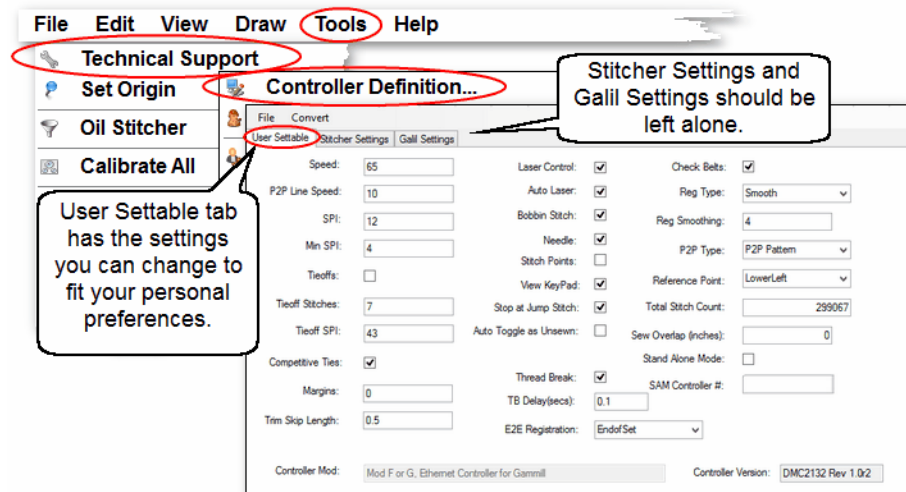 File Edit View Draw Tools Help
Technical Support
Set Origin
Oil Stitcher
Calibrate All
Controller Definition...
Stitcher Settings and
Galil Settings should be
left alone.
File Convert
User Settable Stitcher Settings Galil Settings
User Settable tab
has the settings
you can change to
fit your personal
preferences.
Speed: 65
P2P Line Speed: 10
SPI: 12
Min SPI: 4
Tieoffs:
Tieoff Stitches: 7
Tieoff SPI: 43
Competitive Ties:
Margins: 0
Trim Skip Length: 0.5
Laser Control:
Auto Laser:
Bobbin Stitch:
Needle:
Stitch Points:
View KeyPad:
Stop at Jump Stitch:
Auto Toggle as Unsewn:
Thread Break:
TB Delay(secs): 0.1
E2E Registration: EndofSet
Check Belts:
Reg Type: Smooth
Reg Smoothing: 4
P2P Type: P2P Pattern
Reference Point: LowerLeft
Total Stitch Count: 299067
Sew Overlap (inches): 0
Stand Alone Mode:
SAM Controller #:
Controller Mod: Mod F or G, Ethernet Controller for Gammill
Controller Version: DMC2132 Rev 1.0r2